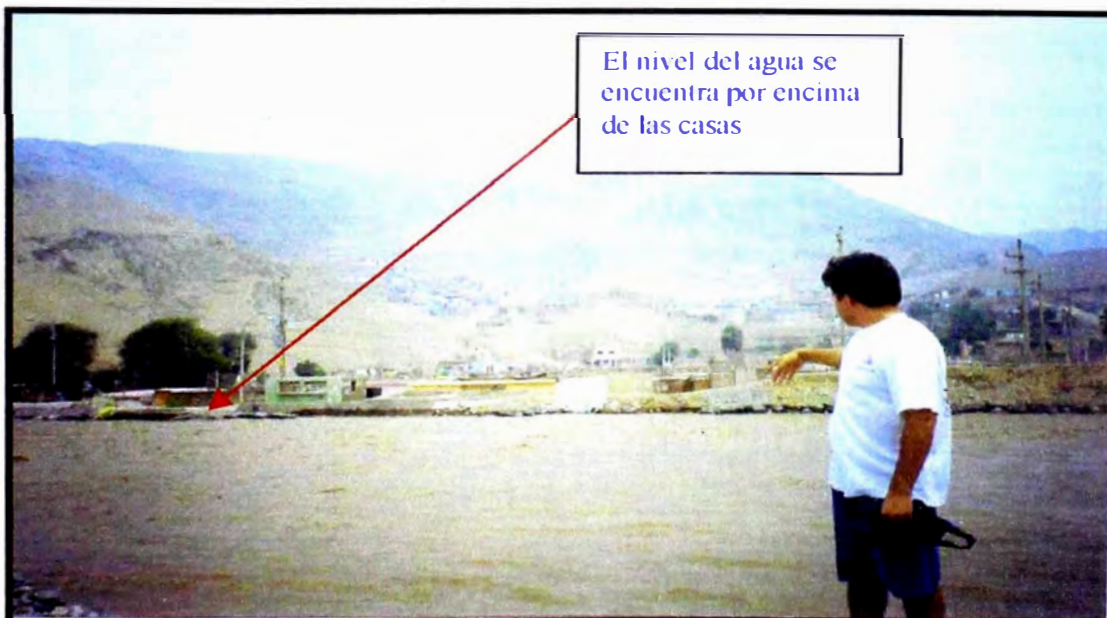 El nivel del agua se
encuentra por encima
de las casas